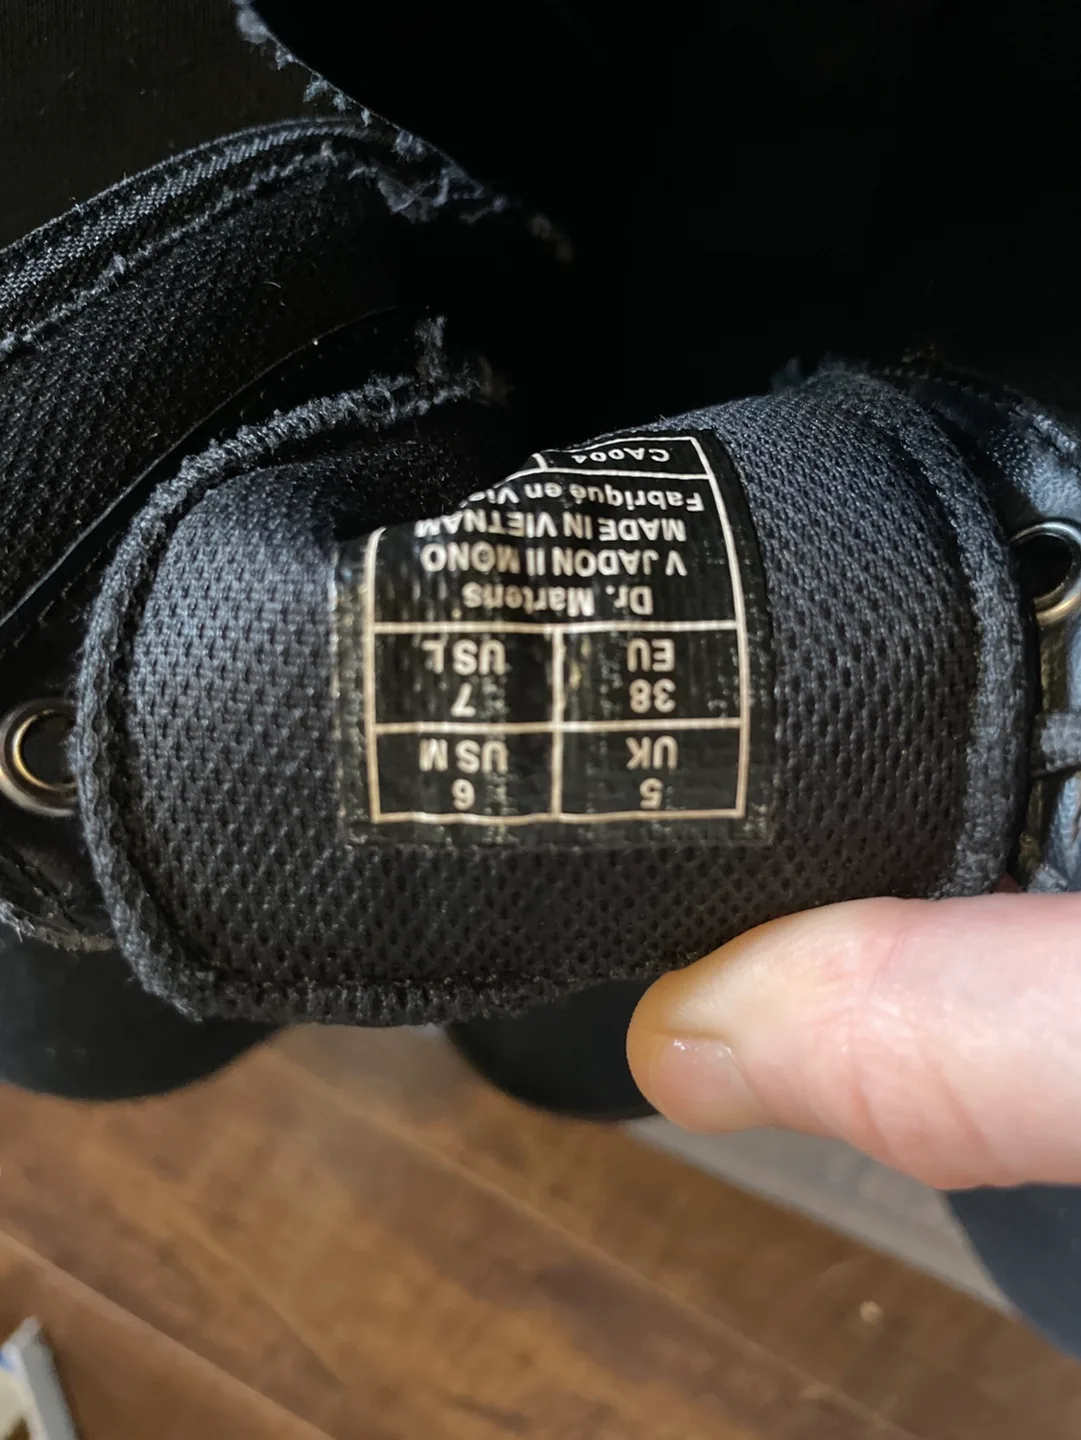 5 6
UK US M
38 7
EU US L
Dr. Martens
V JADON II MONO
MADE IN VIETNAM
Fabriqué en
CA004